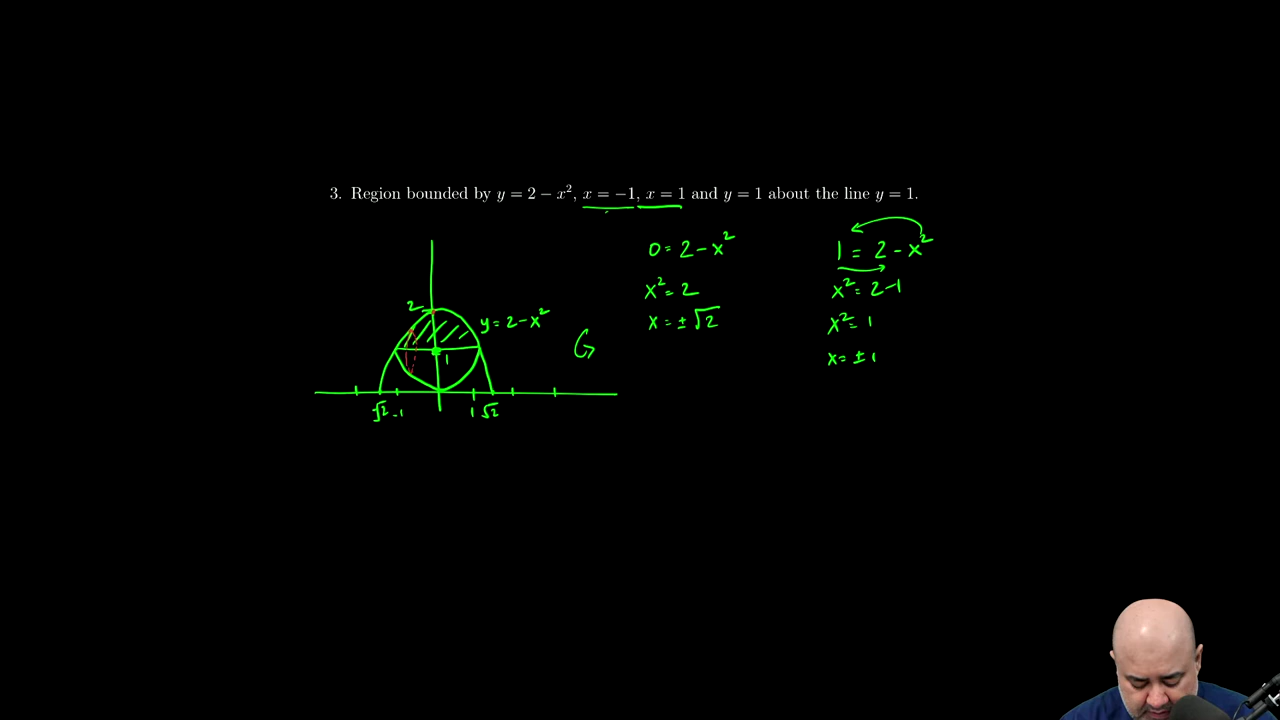 3. Region bounded by y = 2 − x², x = −1, x = 1 and y = 1 about the line y = 1.
0 = 2 - x²
x² = 2
x = ± √2
1 = 2 - x²
x² = 2 - 1
x² = 1
x = ± 1
2
y = 2 - x²
1
√2 -1 1 √2
G